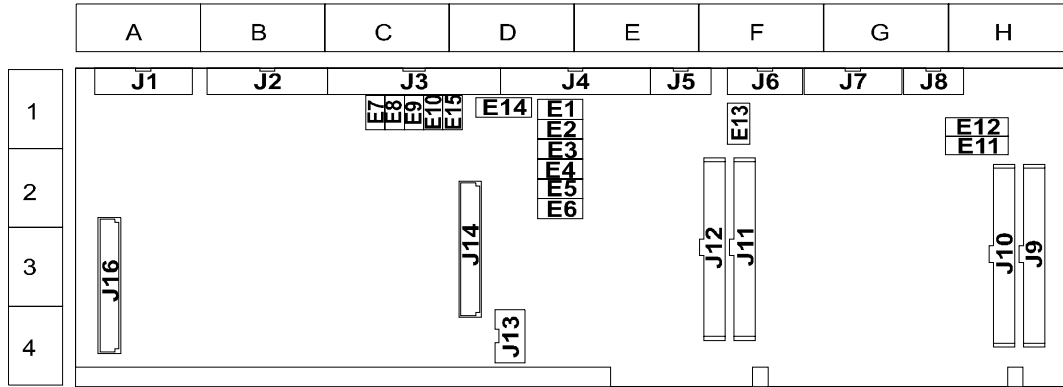 A B C D E F G H
J1 J2 J3 J4 J5 J6 J7 J8
1
E7 E8 E9 E10 E15 E14 E1 E13 E12
E2 E11
E3
2
E4
E5
E6
J16 J14 J12 J11 J10 J9
3
J13
4